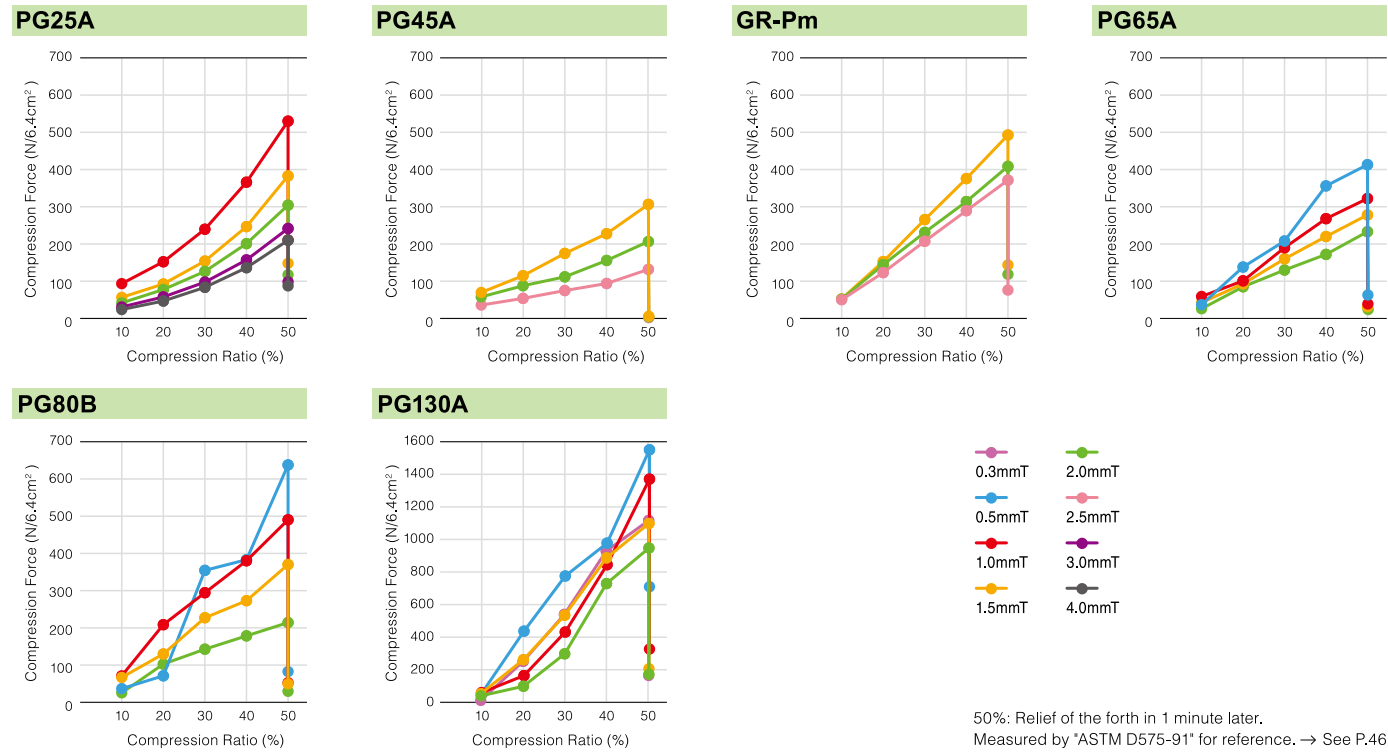 PG25A
Compression Force (N/6.4cm²)
700
600
500
400
300
200
100
0
10 20 30 40 50
Compression Ratio (%)
PG45A
Compression Force (N/6.4cm²)
700
600
500
400
300
200
100
0
10 20 30 40 50
Compression Ratio (%)
GR-Pm
Compression Force (N/6.4cm²)
700
600
500
400
300
200
100
0
10 20 30 40 50
Compression Ratio (%)
PG65A
Compression Force (N/6.4cm²)
700
600
500
400
300
200
100
0
10 20 30 40 50
Compression Ratio (%)
PG80B
Compression Force (N/6.4cm²)
700
600
500
400
300
200
100
0
10 20 30 40 50
Compression Ratio (%)
PG130A
Compression Force (N/6.4cm²)
1600
1400
1200
1000
800
600
400
200
0
10 20 30 40 50
Compression Ratio (%)
0.3mmT 2.0mmT
0.5mmT 2.5mmT
1.0mmT 3.0mmT
1.5mmT 4.0mmT
50%: Relief of the forth in 1 minute later.
Measured by "ASTM D575-91" for reference. → See P.46